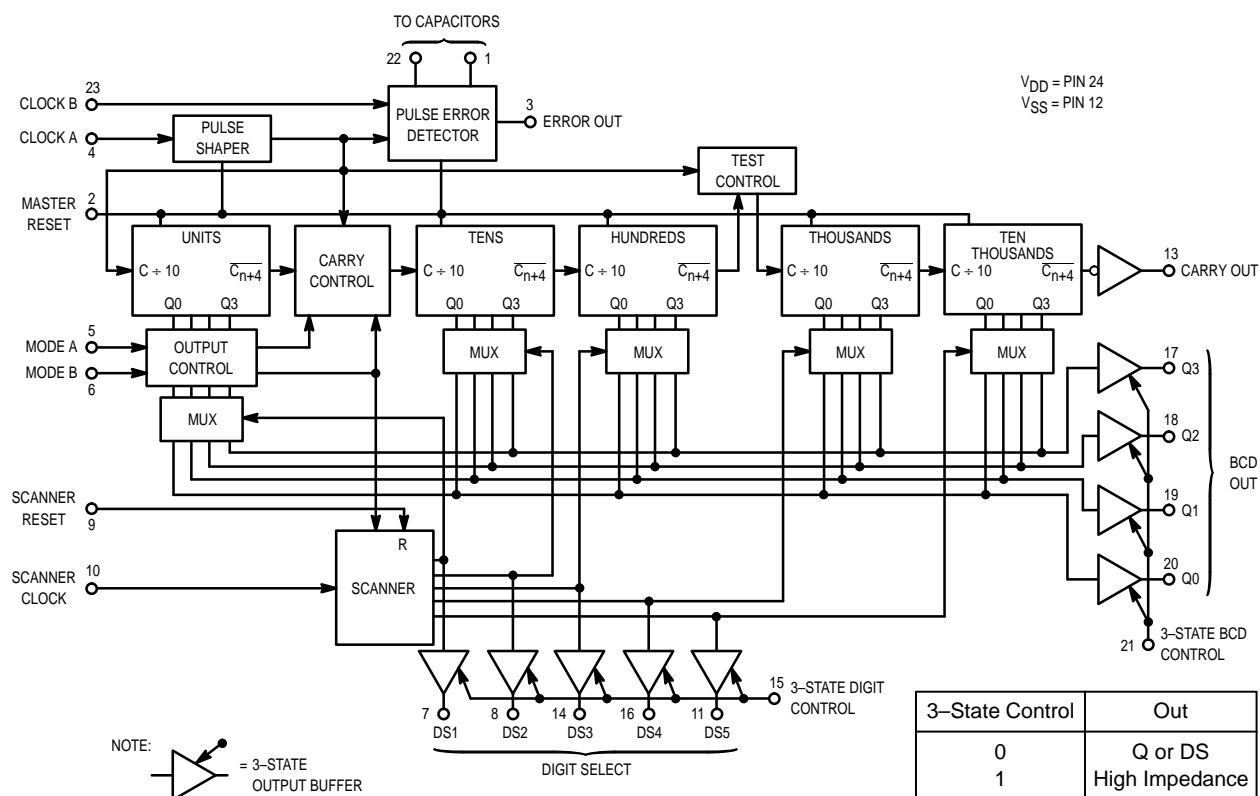 TO CAPACITORS
22 1
23
CLOCK B
CLOCK A
4
PULSE
SHAPER
PULSE ERROR
DETECTOR
3
ERROR OUT
VDD = PIN 24
VSS = PIN 12
TEST
CONTROL
MASTER
RESET
2
UNITS
C ÷ 10 Cn+4
Q0 Q3
CARRY
CONTROL
TENS
C ÷ 10 Cn+4
Q0 Q3
HUNDREDS
C ÷ 10 Cn+4
Q0 Q3
THOUSANDS
C ÷ 10 Cn+4
Q0 Q3
TEN
THOUSANDS
C ÷ 10 Cn+4
Q0 Q3
13
CARRY OUT
5
MODE A
MODE B
6
OUTPUT
CONTROL
MUX
MUX
MUX
MUX
MUX
17
Q3
18
Q2
19
Q1
20
Q0
BCD
OUT
SCANNER
RESET
9
R
SCANNER
SCANNER
CLOCK
10
21
3–STATE BCD
CONTROL
15
3–STATE DIGIT
CONTROL
7 8 14 16 11
DS1 DS2 DS3 DS4 DS5
DIGIT SELECT
NOTE:
= 3–STATE
OUTPUT BUFFER
3–State Control Out
0 Q or DS
1 High Impedance